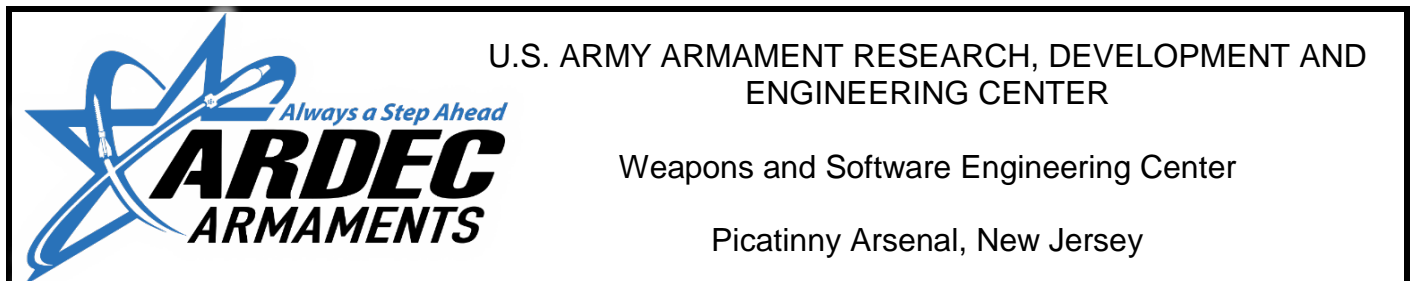 U.S. ARMY ARMAMENT RESEARCH, DEVELOPMENT AND
ENGINEERING CENTER
Always a Step Ahead
ARDEC
ARMAMENTS
Weapons and Software Engineering Center
Picatinny Arsenal, New Jersey